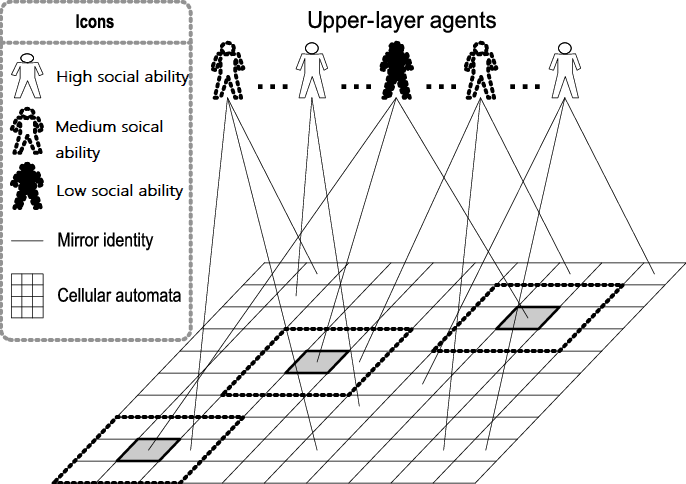 Icons
High social ability
Medium soical
ability
Low social ability
Mirror identity
Cellular automata
Upper-layer agents